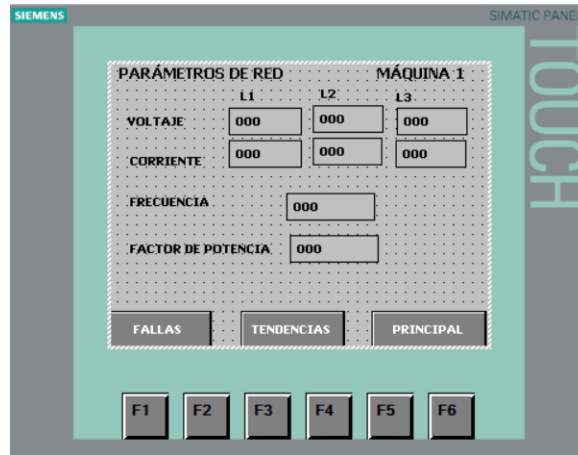 SIEMENS SIMATIC PANEL
TOUCH
PARÁMETROS DE RED MÁQUINA 1
L1 L2 L3
VOLTAJE 000 000 000
CORRIENTE 000 000 000
FRECUENCIA 000
FACTOR DE POTENCIA 000
FALLAS TENDENCIAS PRINCIPAL
F1 F2 F3 F4 F5 F6